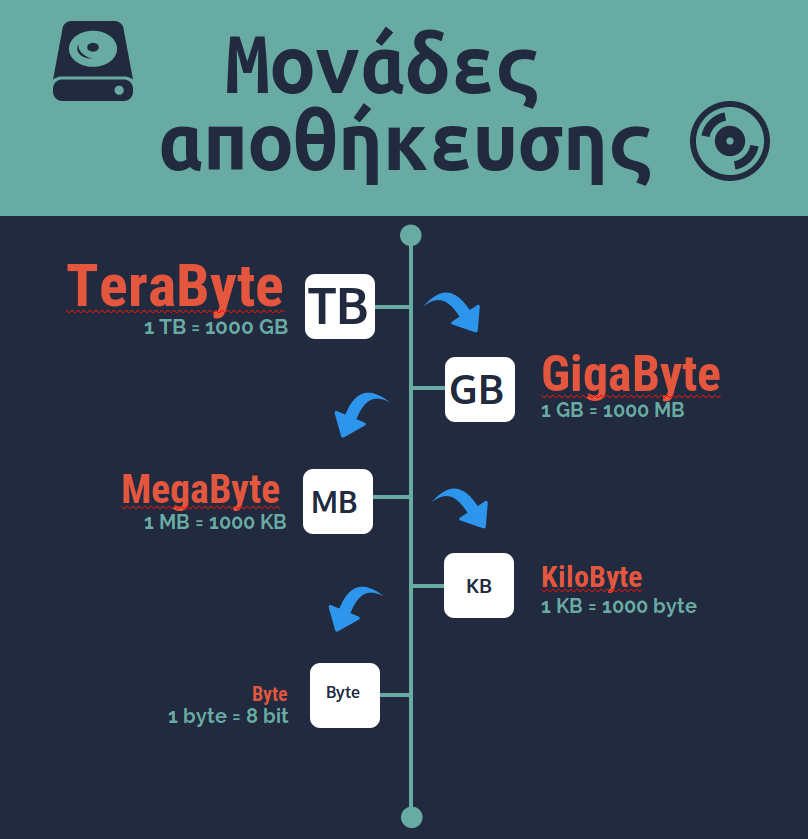 Μονάδες
αποθήκευσης
TeraByte
1 TB = 1000 GB
TB
GigaByte
1 GB = 1000 MB
GB
MegaByte
1 MB = 1000 KB
MB
KiloByte
1 KB = 1000 byte
KB
Byte
1 byte = 8 bit
Byte